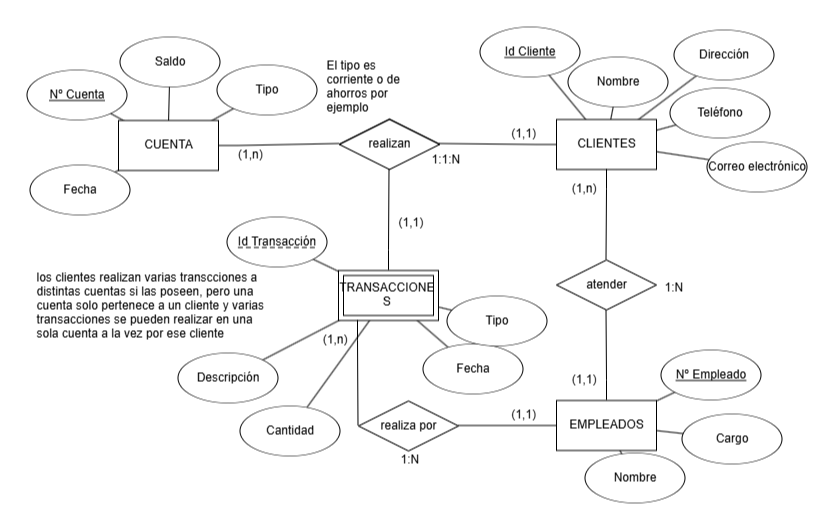 Saldo
Nº Cuenta
Tipo
CUENTA
Fecha
(1,n)
El tipo es
corriente o de
ahorros por
ejemplo
realizan
1:1:N
(1,1)
Id Cliente
Nombre
Dirección
Teléfono
Correo electrónico
CLIENTES
(1,n)
(1,1)
Id Transacción
TRANSACCIONE
S
los clientes realizan varias transcciones a
distintas cuentas si las poseen, pero una
cuenta solo pertenece a un cliente y varias
transacciones se pueden realizar en una
sola cuenta a la vez por ese cliente
atender
1:N
Tipo
Fecha
(1,n)
Descripción
Cantidad
realiza por
1:N
(1,1)
(1,1)
EMPLEADOS
Nº Empleado
Cargo
Nombre